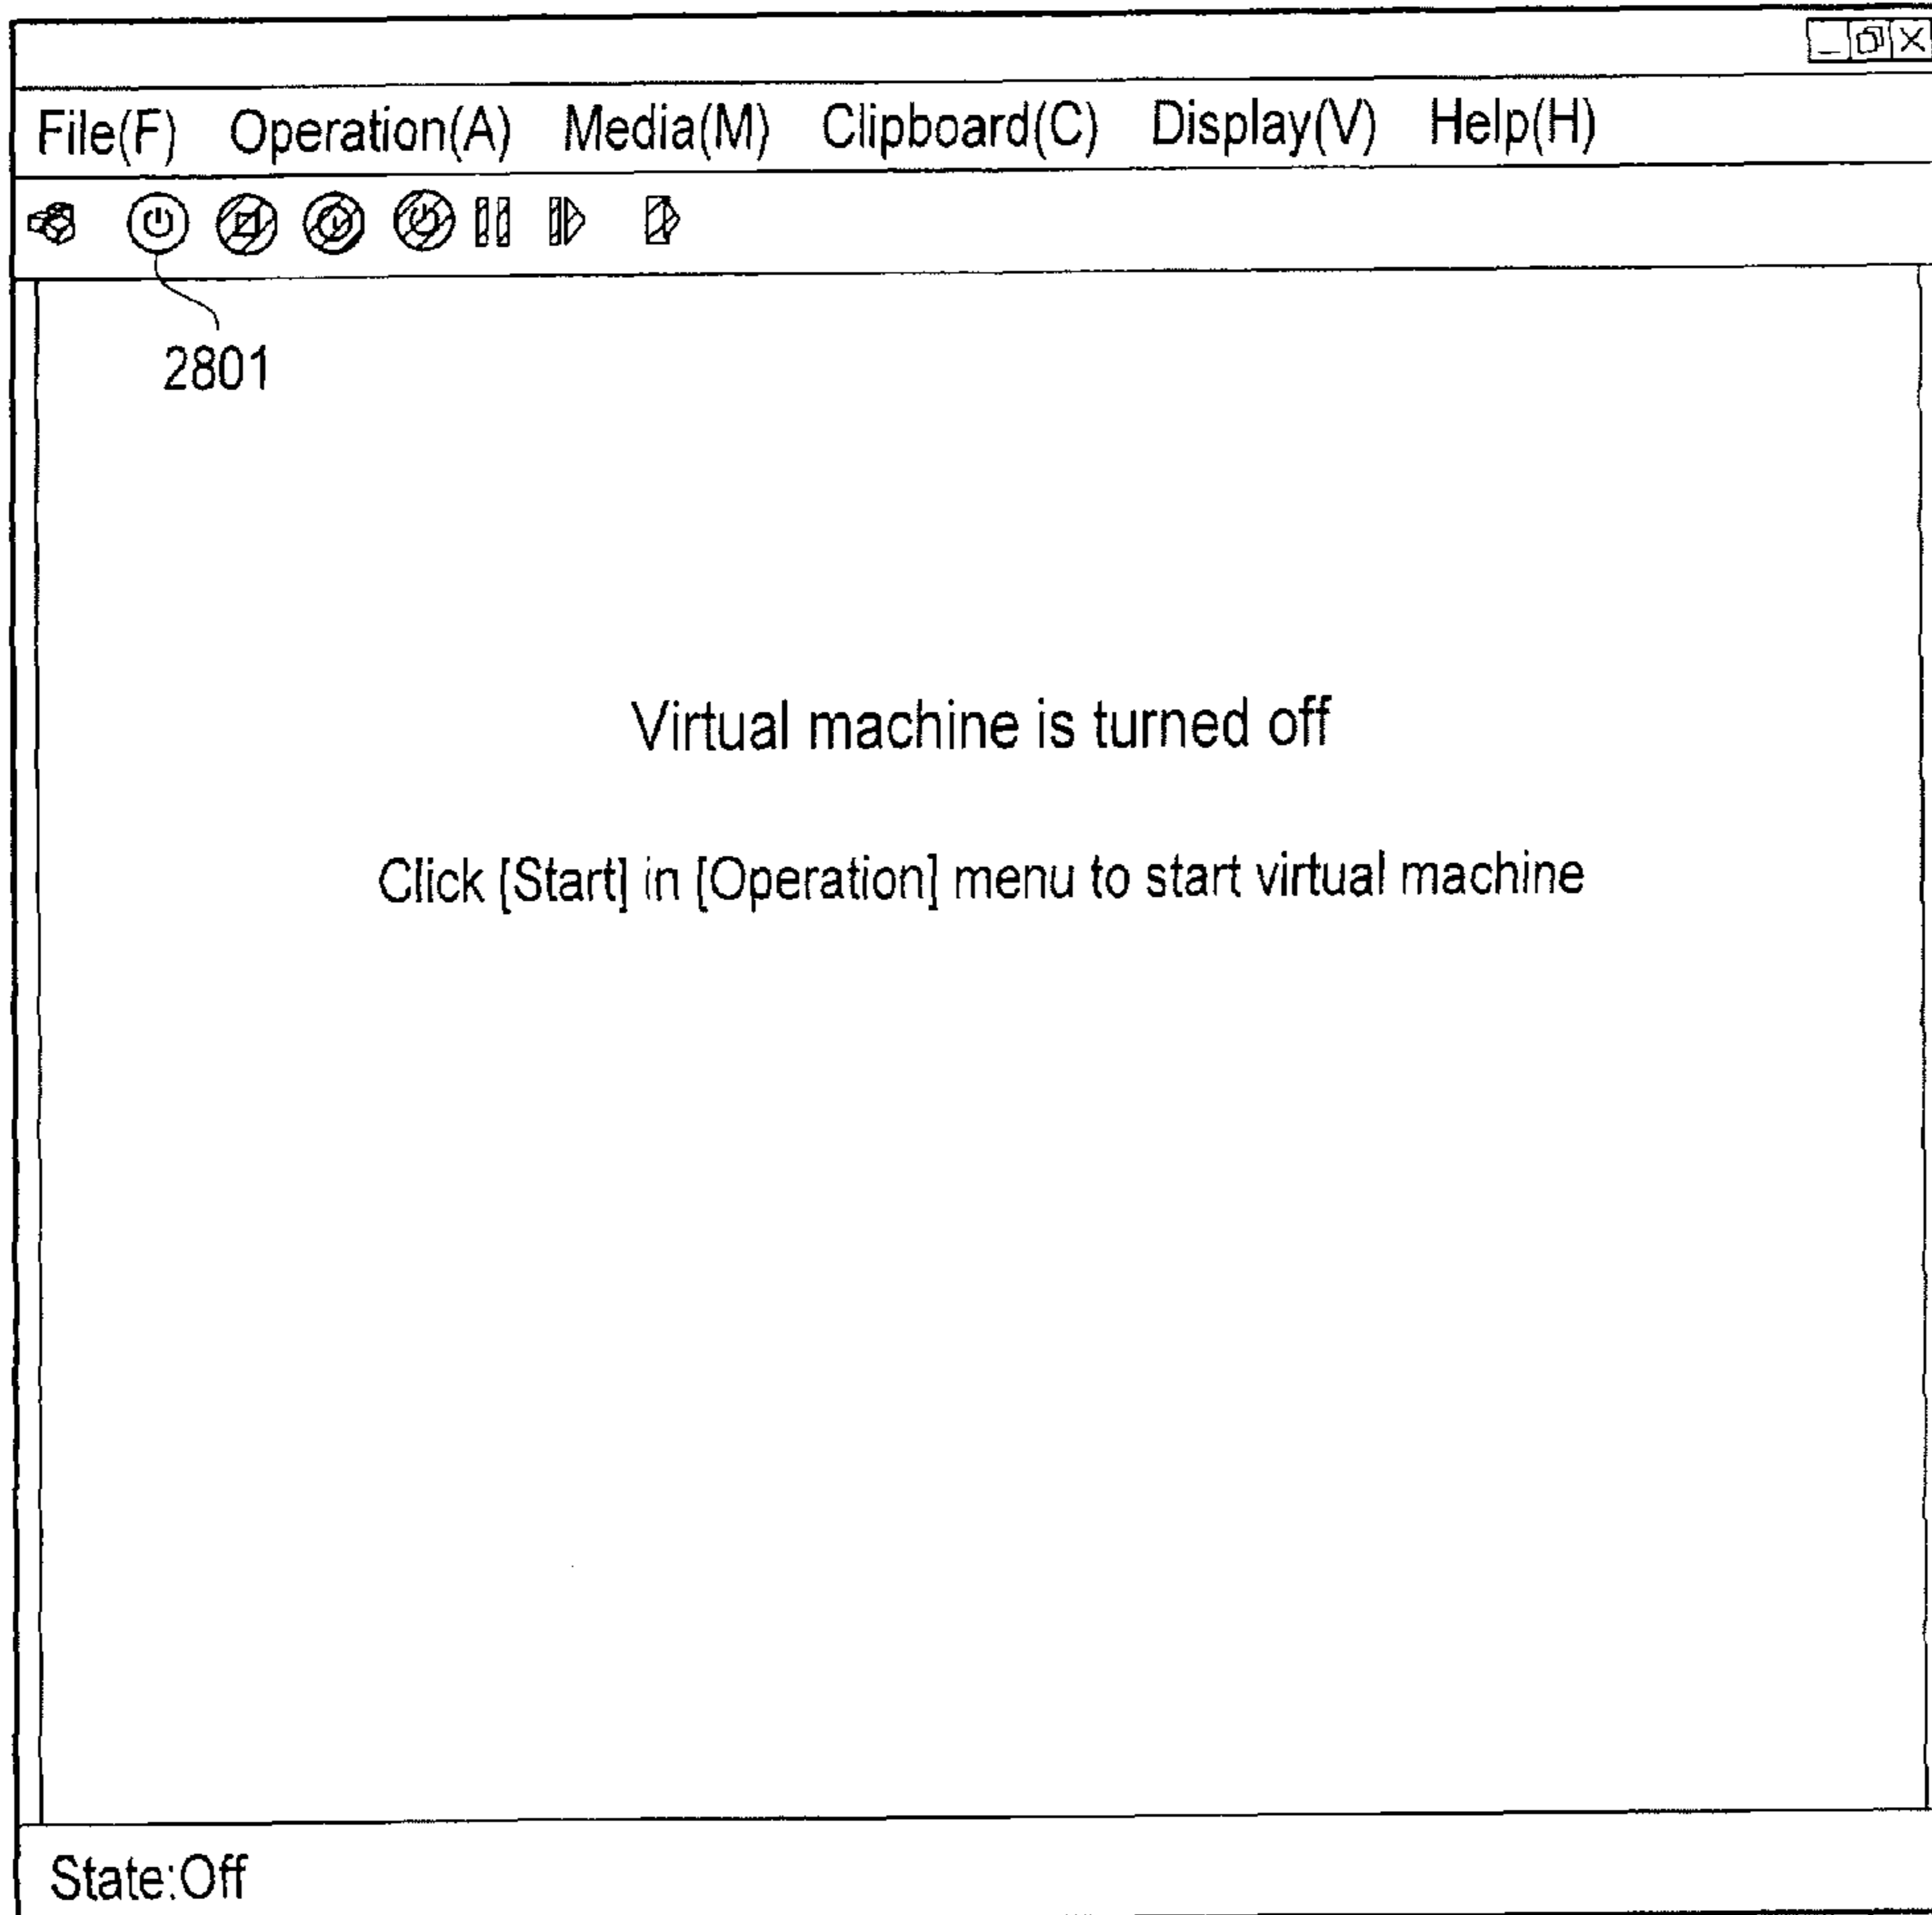 File(F) Operation(A) Media(M) Clipboard(C) Display(V) Help(H)
2801
Virtual machine is turned off
Click [Start] in [Operation] menu to start virtual machine
State:Off